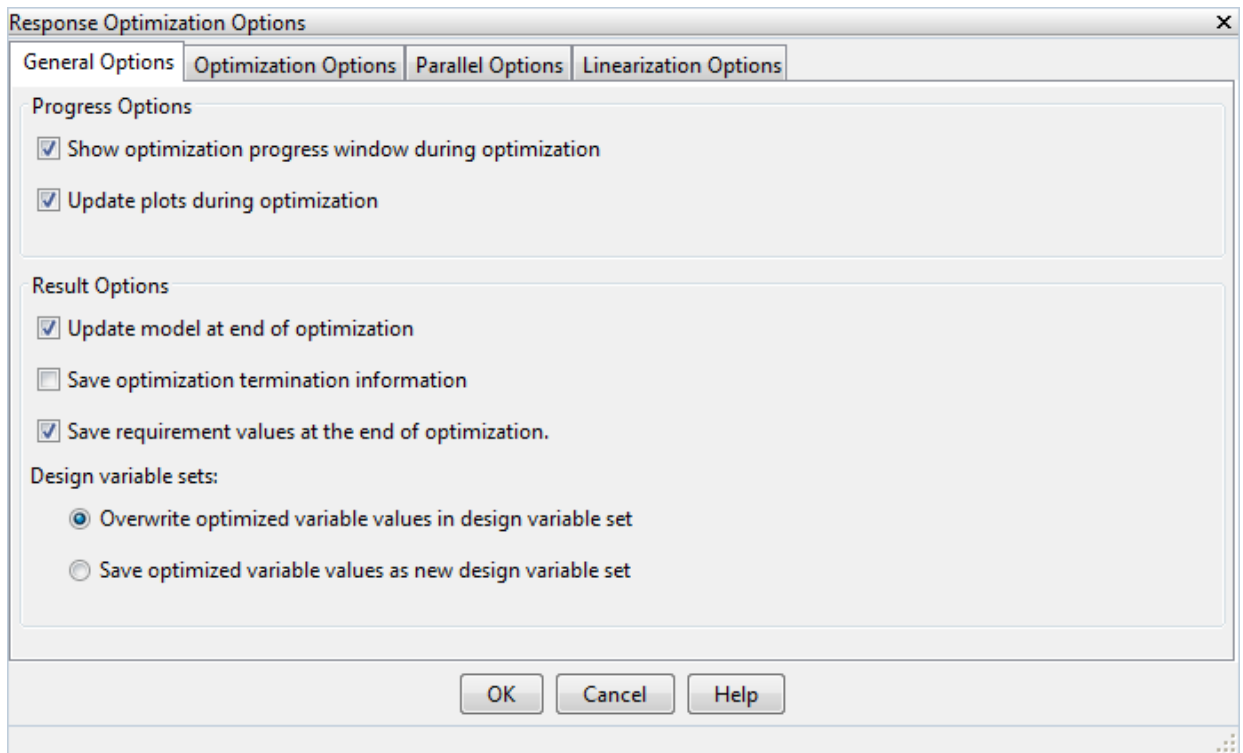 Response Optimization Options
General Options Optimization Options Parallel Options Linearization Options
Progress Options
Show optimization progress window during optimization
Update plots during optimization
Result Options
Update model at end of optimization
Save optimization termination information
Save requirement values at the end of optimization.
Design variable sets:
Overwrite optimized variable values in design variable set
Save optimized variable values as new design variable set
OK Cancel Help